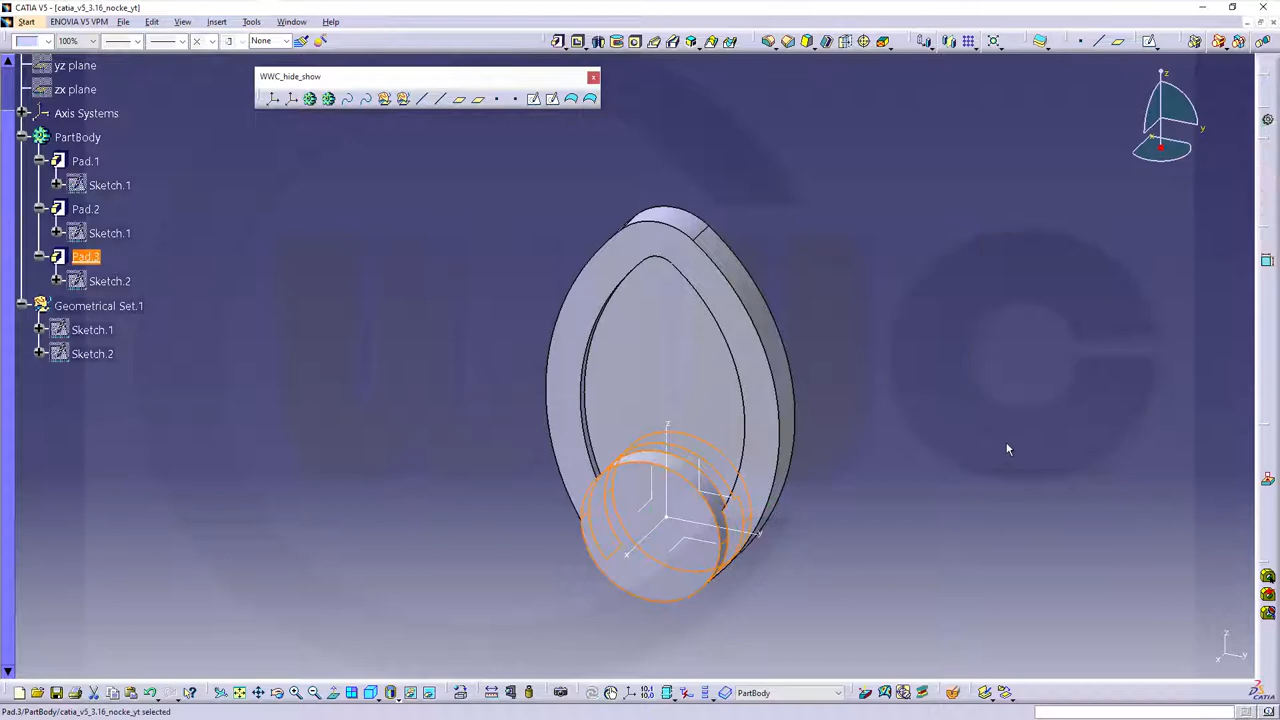 CATIA V5 - [catia_v5_3.16_nocke_yt]
Start ENOVIA V5 VPM File Edit View Insert Tools Window Help
100% None
WWC_hide_show
yz plane
zx plane
Axis Systems
PartBody
Pad.1
Sketch.1
Pad.2
Sketch.1
Pad.3
Sketch.2
Geometrical Set.1
Sketch.1
Sketch.2
z
y
x
z
y
x
z
y
x
PartBody
CATIA
Pad.3/PartBody/catia_v5_3.16_nocke_yt selected